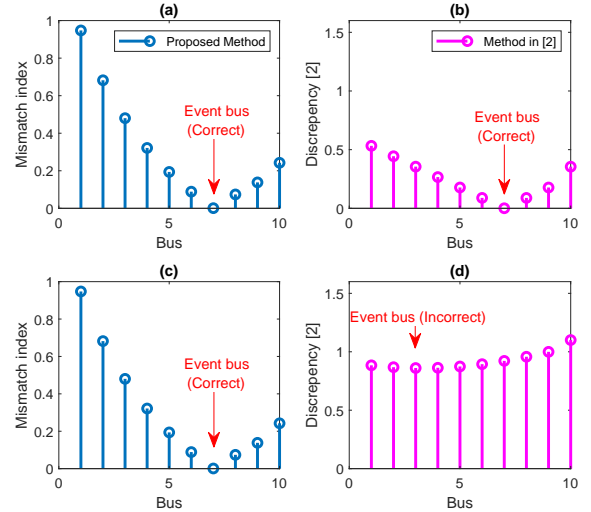 (a)
Proposed Method
Event bus
(Correct)
Mismatch index
1
0.8
0.6
0.4
0.2
0
0
5
10
Bus
(b)
Method in [2]
Event bus
(Correct)
Discrepency [2]
1.5
1
0.5
0
0
5
10
Bus
(c)
Event bus
(Correct)
Mismatch index
1
0.8
0.6
0.4
0.2
0
0
5
10
Bus
(d)
Event bus (Incorrect)
Discrepency [2]
1.5
1
0.5
0
0
5
10
Bus